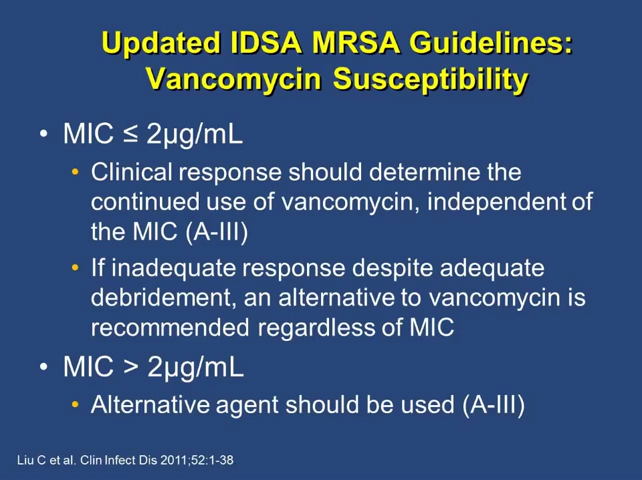 Updated IDSA MRSA Guidelines:
Vancomycin Susceptibility
• MIC ≤ 2µg/mL
• Clinical response should determine the
continued use of vancomycin, independent of
the MIC (A-III)
• If inadequate response despite adequate
debridement, an alternative to vancomycin is
recommended regardless of MIC
• MIC > 2µg/mL
• Alternative agent should be used (A-III)
Liu C et al. Clin Infect Dis 2011;52:1-38